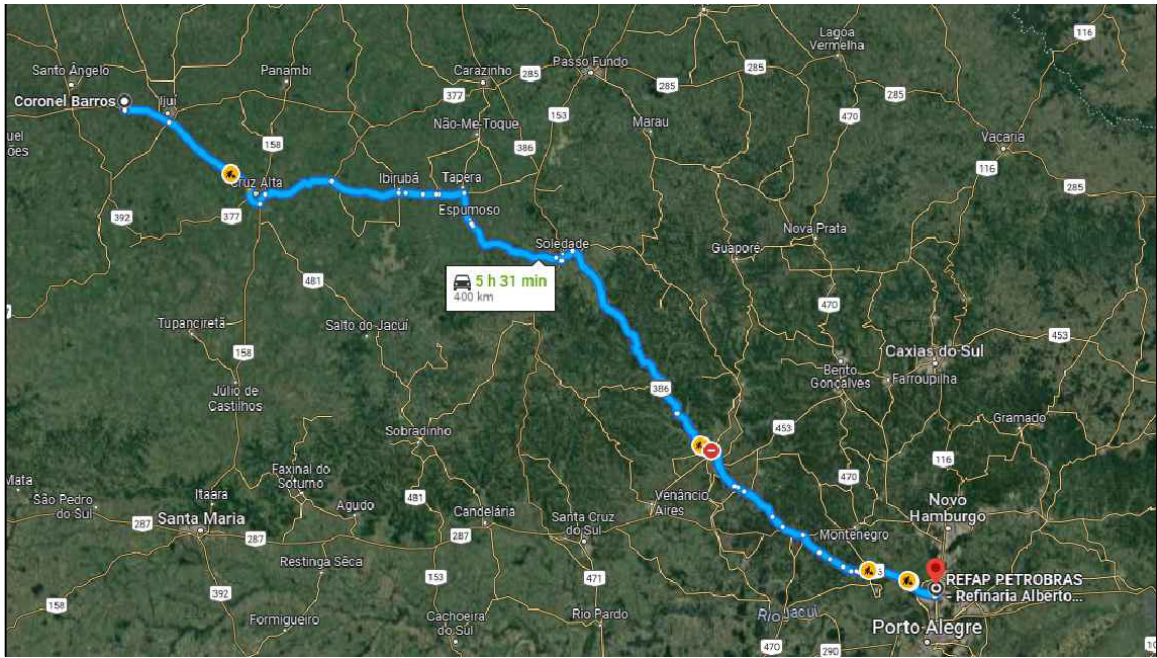 Lagoa
Vermelha
116
Santo Ângelo
Panambi
Carazinho
285
Passo Fundo
285
285
377
Coronel Barros
Ijuí
153
470
Não-Me-Toque
Marau
158
386
Vacaria
116
285
Cruz Alta
Ibirubá
Tapera
392
377
Espumoso
Nova Prata
Soledade
Guaporé
5 h 31 min
400 km
481
470
Tupanciretã
Salto do Jacuí
453
158
Caxias do Sul
Bento
Gonçalves
Farroupilha
Júlio de
Castilhos
386
Gramado
Sobradinho
453
116
Mata
Faxinal do
Soturno
470
São Pedro
do Sul
Itaara
Agudo
481
Candelária
Venâncio
Aires
Novo
Hamburgo
287
Santa Maria
287
287
Santa Cruz
do Sul
Montenegro
Restinga Sêca
153
471
REFAP PETROBRAS
- Refinaria Alberto...
158
392
Formigueiro
Cachoeira
do Sul
Rio Pardo
Rio Jacuí
Porto Alegre
470
290